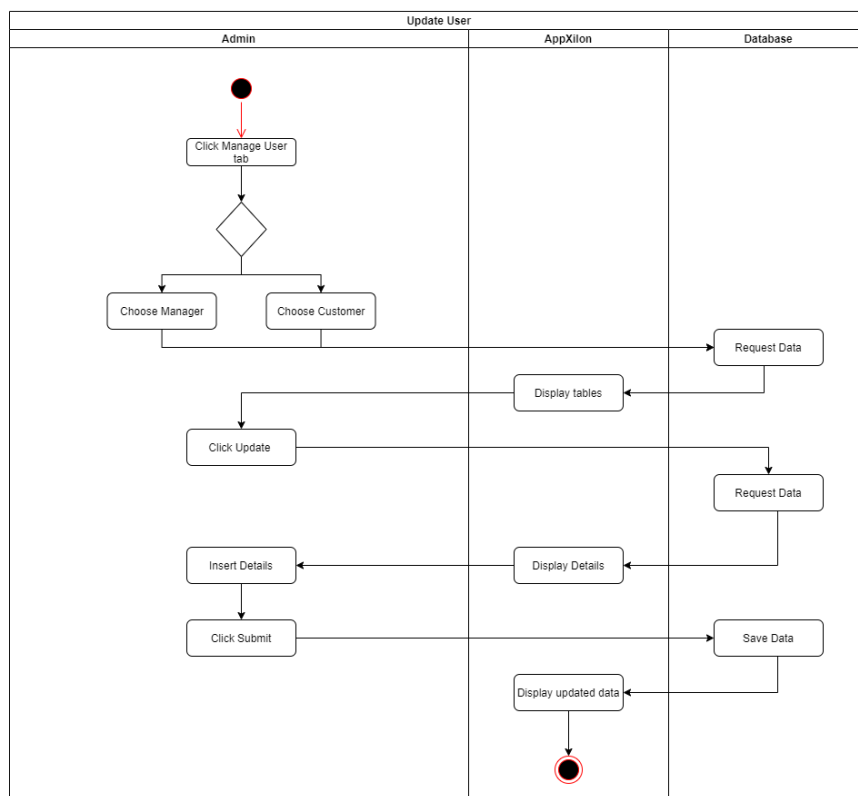 Update User
Admin
AppXilon
Database
Click Manage User
tab
Choose Manager
Choose Customer
Request Data
Display tables
Click Update
Request Data
Insert Details
Display Details
Click Submit
Save Data
Display updated data